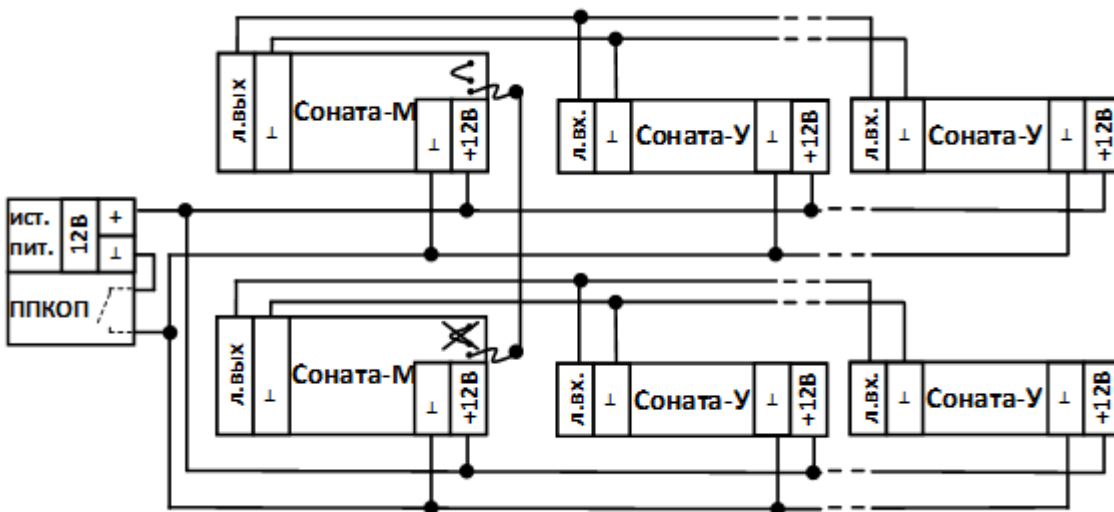 л.вых
⊥
Соната-М
⊥
+12В
л.вх.
⊥
Соната-У
⊥
+12В
л.вх.
⊥
Соната-У
⊥
+12В
ист.
пит.
12В
+
⊥
ППКОП
л.вых
⊥
Соната-М
⊥
+12В
л.вх.
⊥
Соната-У
⊥
+12В
л.вх.
⊥
Соната-У
⊥
+12В